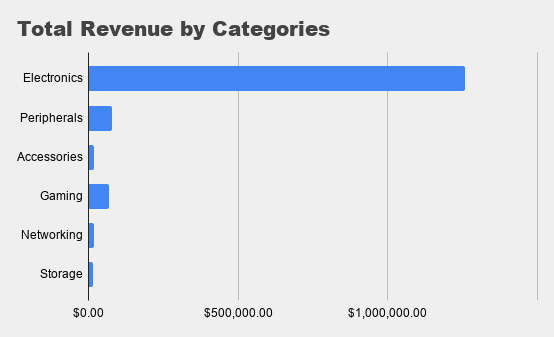 Total Revenue by Categories
Electronics
Peripherals
Accessories
Gaming
Networking
Storage
$0.00 $500,000.00 $1,000,000.00